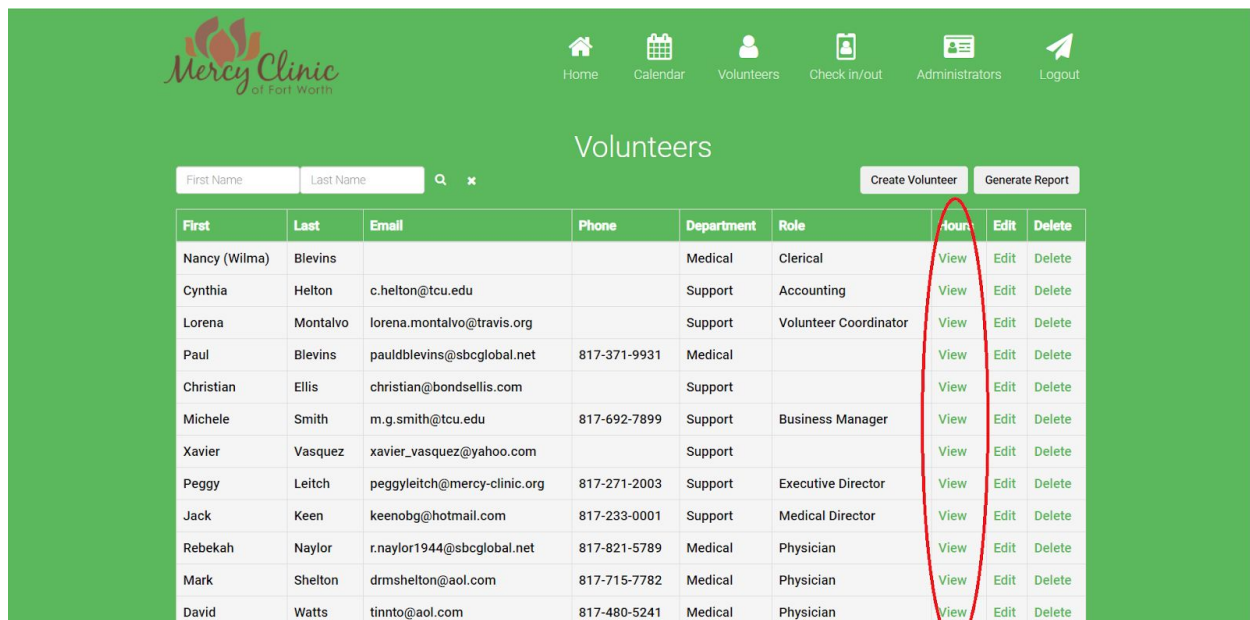 Mercy Clinic
of Fort Worth
Home Calendar Volunteers Check in/out Administrators Logout
Volunteers
First Name Last Name Create Volunteer Generate Report
First Last Email Phone Department Role Hours Edit Delete
Nancy (Wilma) Blevins Medical Clerical View Edit Delete
Cynthia Helton c.helton@tcu.edu Support Accounting View Edit Delete
Lorena Montalvo lorena.montalvo@travis.org Support Volunteer Coordinator View Edit Delete
Paul Blevins pauldblevins@sbcglobal.net 817-371-9931 Medical View Edit Delete
Christian Ellis christian@bondsellis.com Support View Edit Delete
Michele Smith m.g.smith@tcu.edu 817-692-7899 Support Business Manager View Edit Delete
Xavier Vasquez xavier_vasquez@yahoo.com Support View Edit Delete
Peggy Leitch peggyleitch@mercy-clinic.org 817-271-2003 Support Executive Director View Edit Delete
Jack Keen keenobg@hotmail.com 817-233-0001 Support Medical Director View Edit Delete
Rebekah Naylor r.naylor1944@sbcglobal.net 817-821-5789 Medical Physician View Edit Delete
Mark Shelton drmshelton@aol.com 817-715-7782 Medical Physician View Edit Delete
David Watts tinnto@aol.com 817-480-5241 Medical Physician View Edit Delete